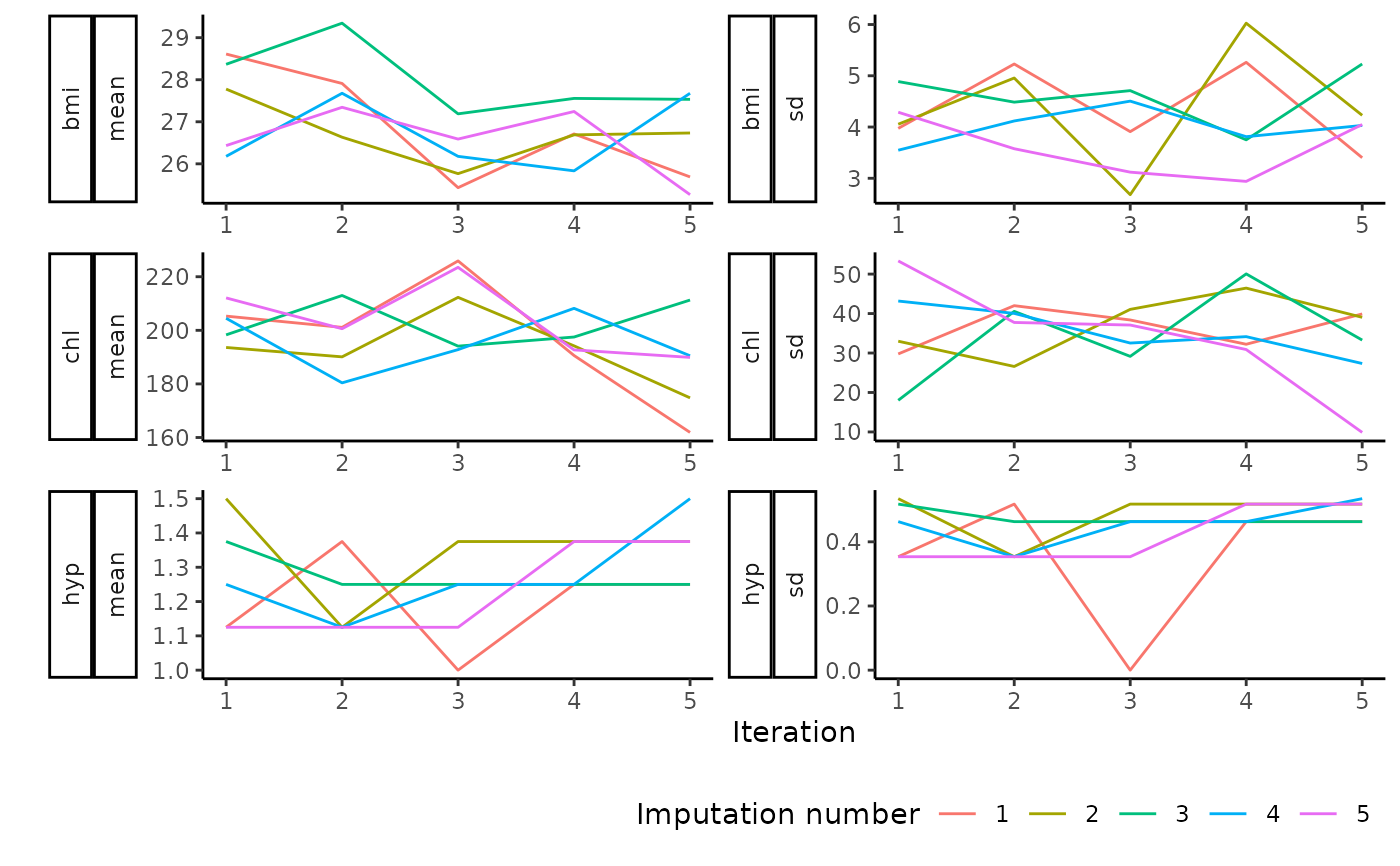 bmi
mean
29
28
27
26
1 2 3 4 5
bmi
sd
6
5
4
3
1 2 3 4 5
chl
mean
220
200
180
160
1 2 3 4 5
chl
sd
50
40
30
20
10
1 2 3 4 5
hyp
mean
1.5
1.4
1.3
1.2
1.1
1.0
1 2 3 4 5
hyp
sd
0.4
0.2
0.0
1 2 3 4 5
Iteration
Imputation number 1 2 3 4 5